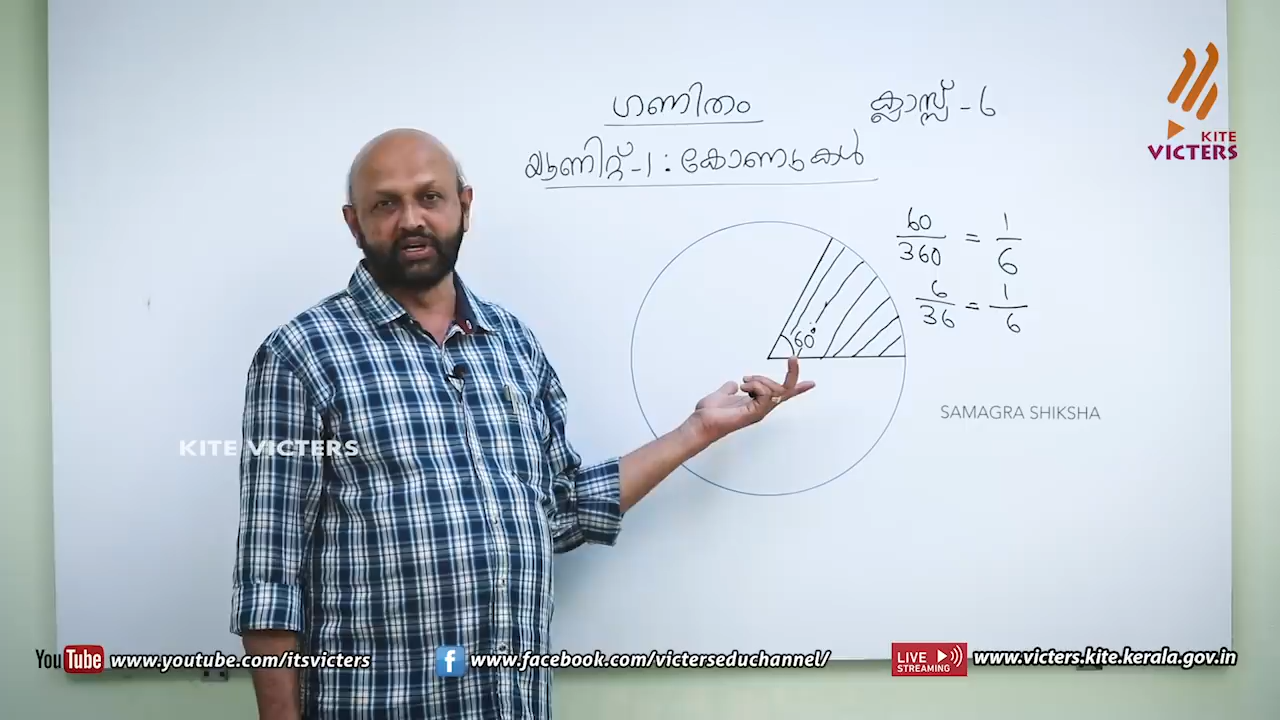 ഗണിതം
ക്ലാസ്സ് - 6
യൂണിറ്റ് - 1 : കോണുകൾ
KITE
VICTERS
60/360 = 1/6
6/36 = 1/6
60°
SAMAGRA SHIKSHA
KITE VICTERS
YouTube www.youtube.com/itsvicters
f www.facebook.com/victerseduchannel/
LIVE STREAMING www.victers.kite.kerala.gov.in